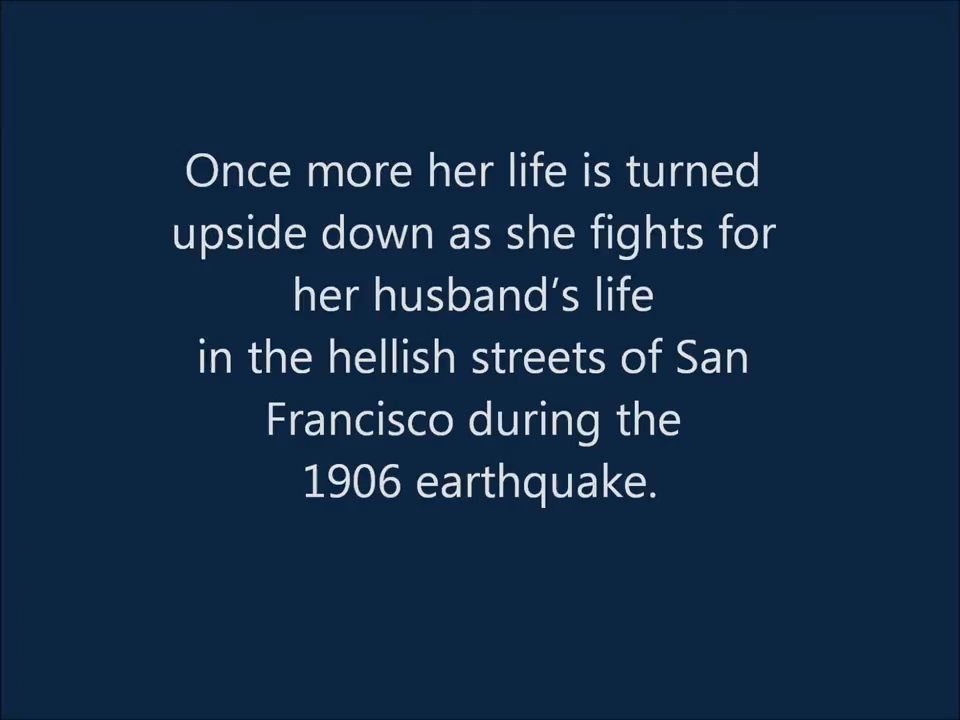 Once more her life is turned
upside down as she fights for
her husband's life
in the hellish streets of San
Francisco during the
1906 earthquake.